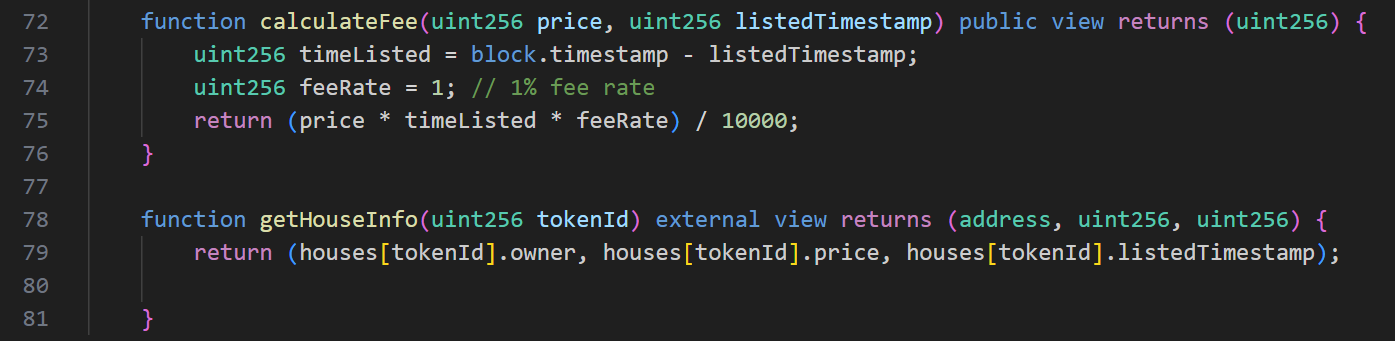 72 function calculateFee(uint256 price, uint256 listedTimestamp) public view returns (uint256) {
73 uint256 timeListed = block.timestamp - listedTimestamp;
74 uint256 feeRate = 1; // 1% fee rate
75 return (price * timeListed * feeRate) / 10000;
76 }
77
78 function getHouseInfo(uint256 tokenId) external view returns (address, uint256, uint256) {
79 return (houses[tokenId].owner, houses[tokenId].price, houses[tokenId].listedTimestamp);
80
81 }